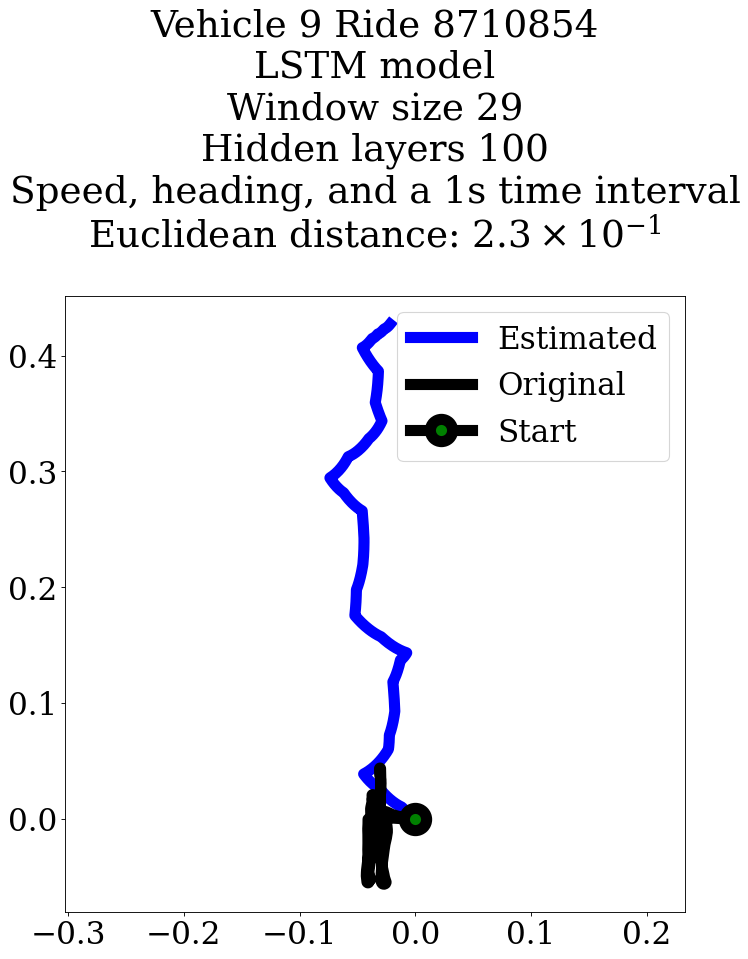 Vehicle 9 Ride 8710854
LSTM model
Window size 29
Hidden layers 100
Speed, heading, and a 1s time interval
Euclidean distance: 2.3 × 10⁻¹
Estimated
Original
Start
0.4
0.3
0.2
0.1
0.0
−0.3 −0.2 −0.1 0.0 0.1 0.2